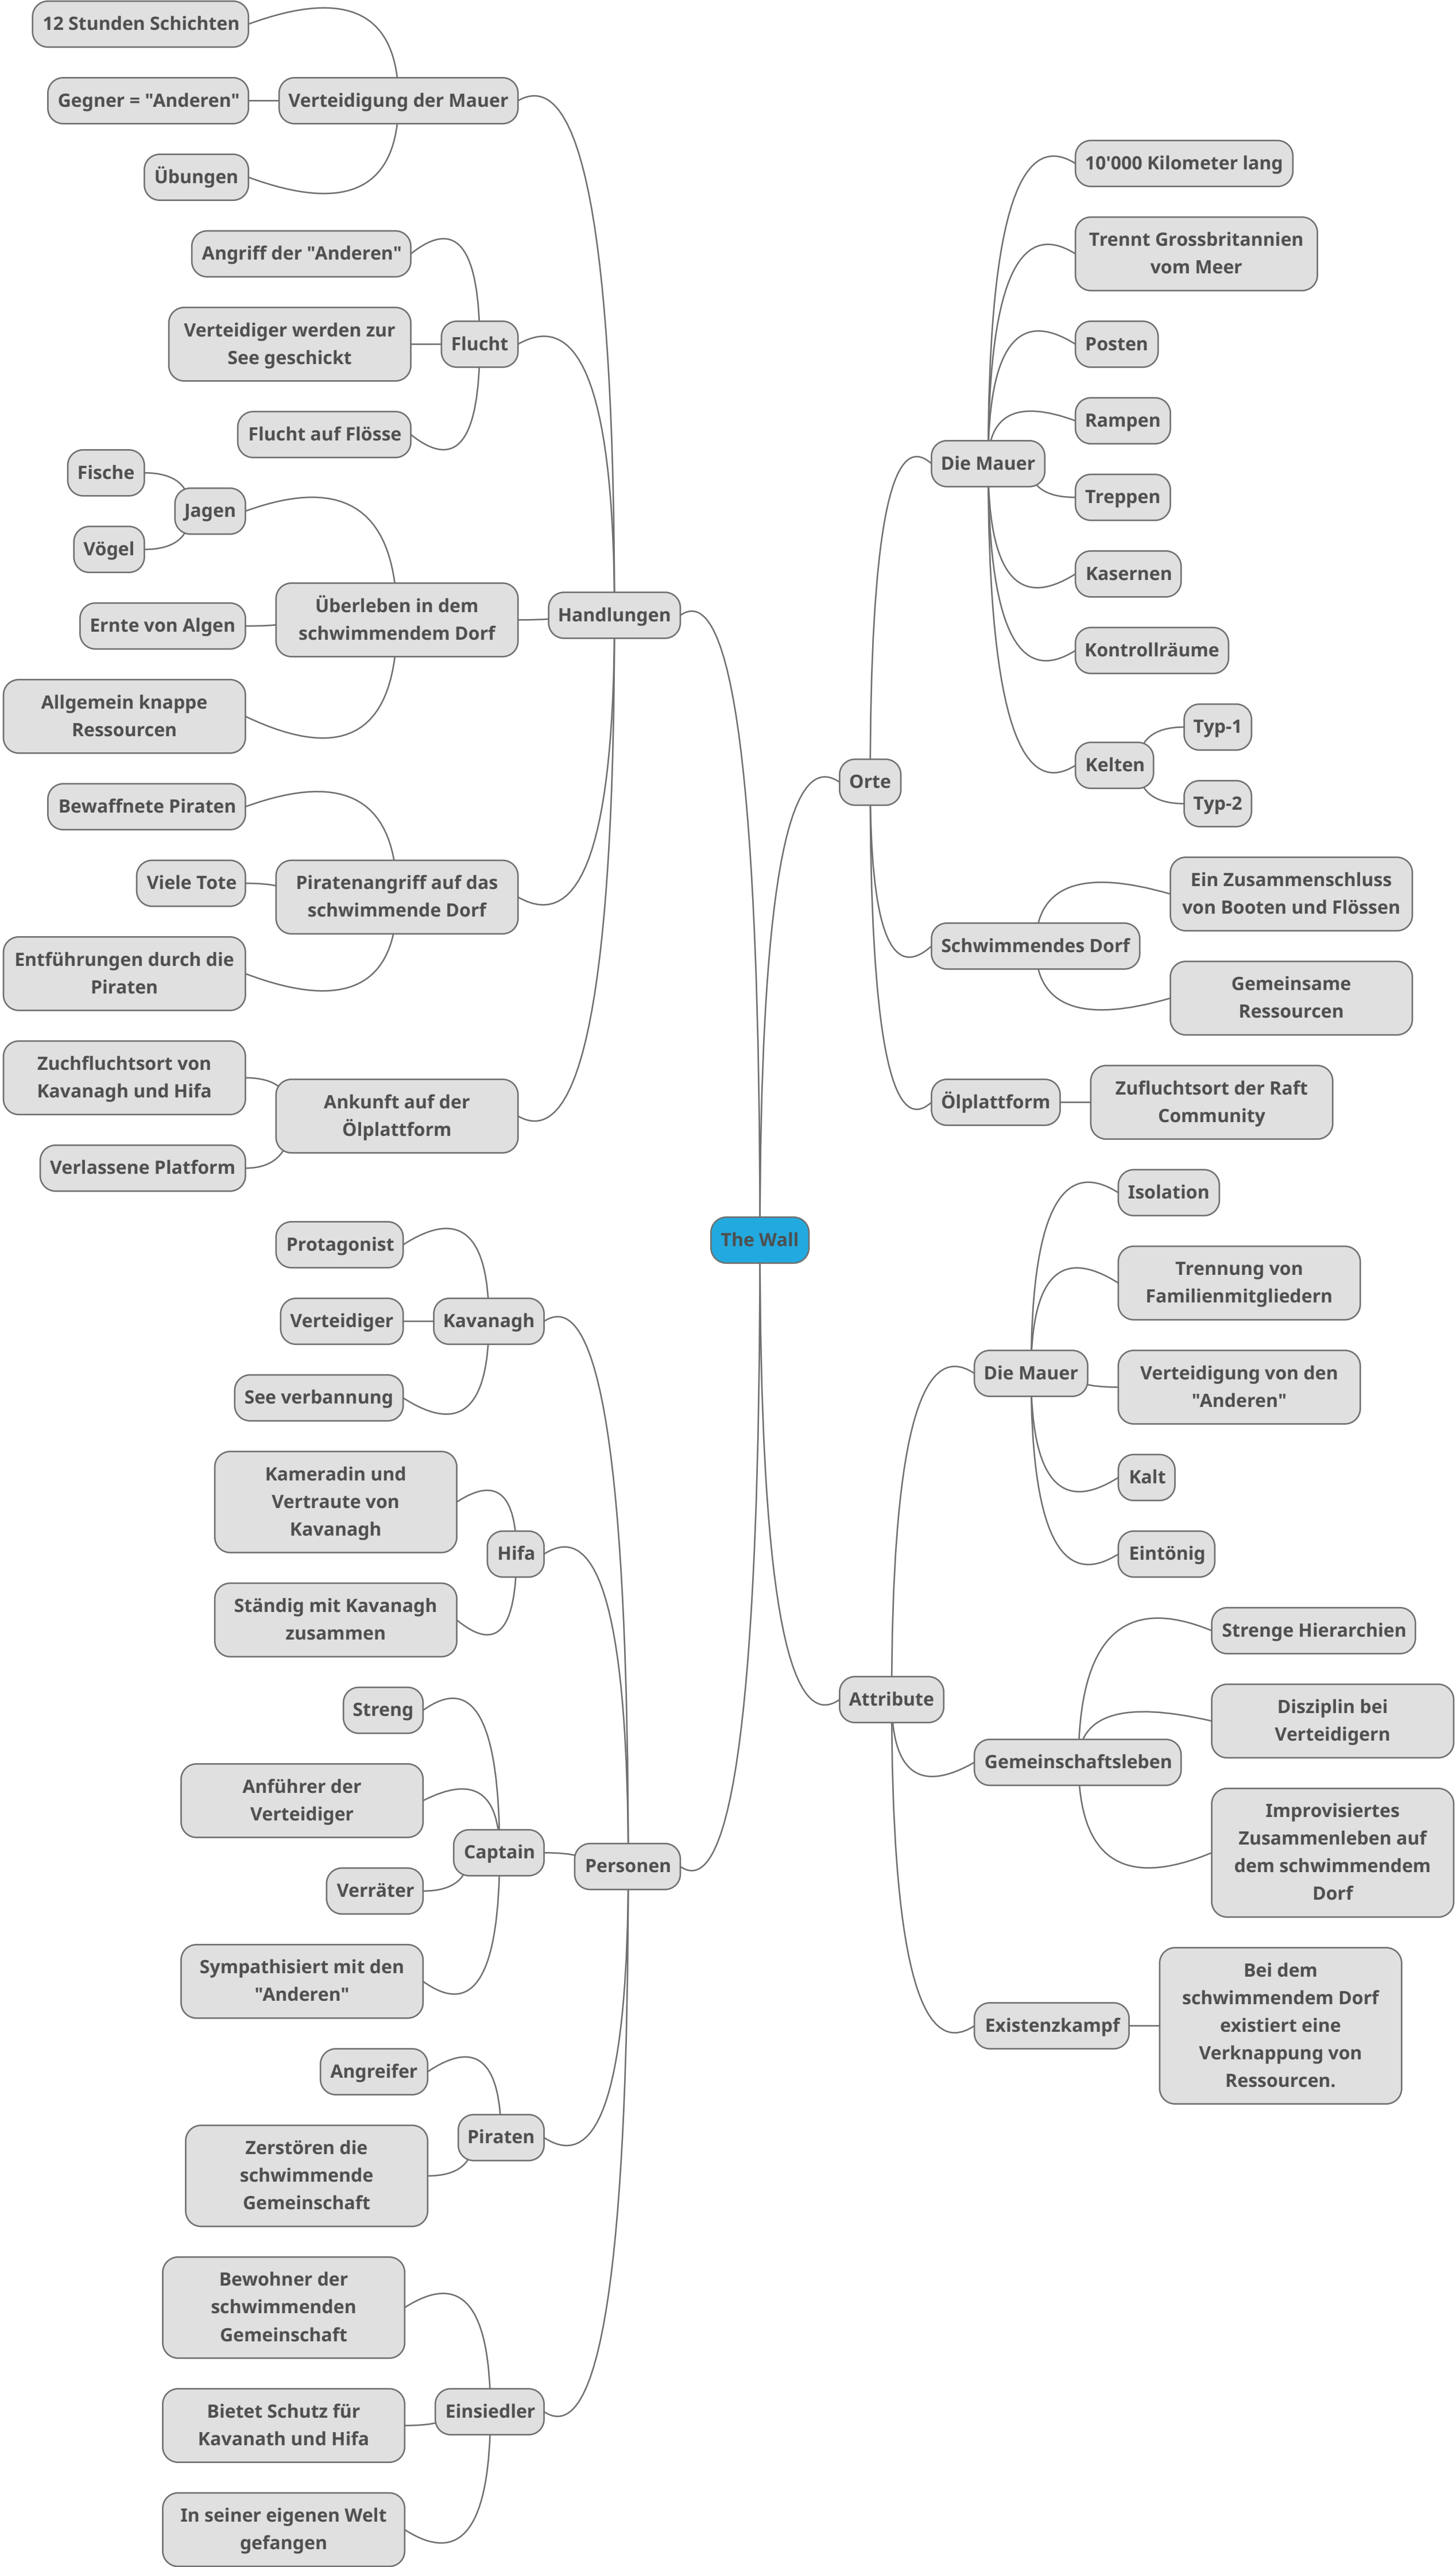 The Wall
Handlungen
Verteidigung der Mauer
12 Stunden Schichten
Gegner = "Anderen"
Übungen
Flucht
Angriff der "Anderen"
Verteidiger werden zur
See geschickt
Flucht auf Flösse
Überleben in dem
schwimmendem Dorf
Jagen
Fische
Vögel
Ernte von Algen
Allgemein knappe
Ressourcen
Piratenangriff auf das
schwimmende Dorf
Bewaffnete Piraten
Viele Tote
Entführungen durch die
Piraten
Ankunft auf der
Ölplattform
Zuchfluchtsort von
Kavanagh und Hifa
Verlassene Platform
Personen
Kavanagh
Protagonist
Verteidiger
See verbannung
Hifa
Kameradin und
Vertraute von
Kavanagh
Ständig mit Kavanagh
zusammen
Captain
Streng
Anführer der
Verteidiger
Verräter
Sympathisiert mit den
"Anderen"
Piraten
Angreifer
Zerstören die
schwimmende
Gemeinschaft
Einsiedler
Bewohner der
schwimmenden
Gemeinschaft
Bietet Schutz für
Kavanath und Hifa
In seiner eigenen Welt
gefangen
Orte
Die Mauer
10'000 Kilometer lang
Trennt Grossbritannien
vom Meer
Posten
Rampen
Treppen
Kasernen
Kontrollräume
Kelten
Typ-1
Typ-2
Schwimmendes Dorf
Ein Zusammenschluss
von Booten und Flössen
Gemeinsame
Ressourcen
Ölplattform
Zufluchtsort der Raft
Community
Attribute
Die Mauer
Isolation
Trennung von
Familienmitgliedern
Verteidigung von den
"Anderen"
Kalt
Eintönig
Gemeinschaftsleben
Strenge Hierarchien
Disziplin bei
Verteidigern
Improvisiertes
Zusammenleben auf
dem schwimmendem
Dorf
Existenzkampf
Bei dem
schwimmendem Dorf
existiert eine
Verknappung von
Ressourcen.